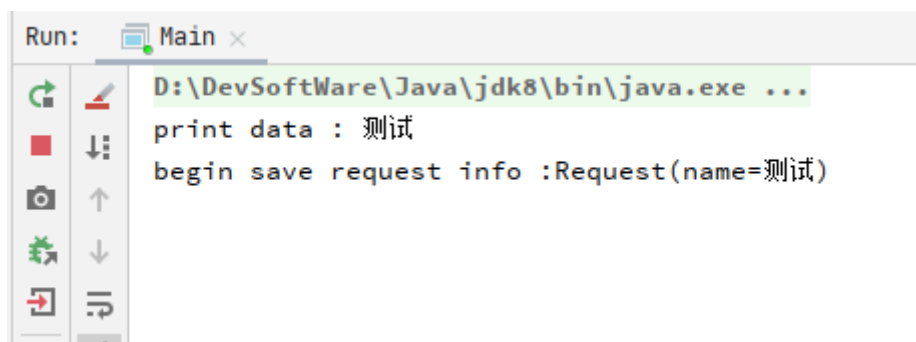 Run: Main ×
D:\DevSoftWare\Java\jdk8\bin\java.exe ...
print data : 测试
begin save request info :Request(name=测试)